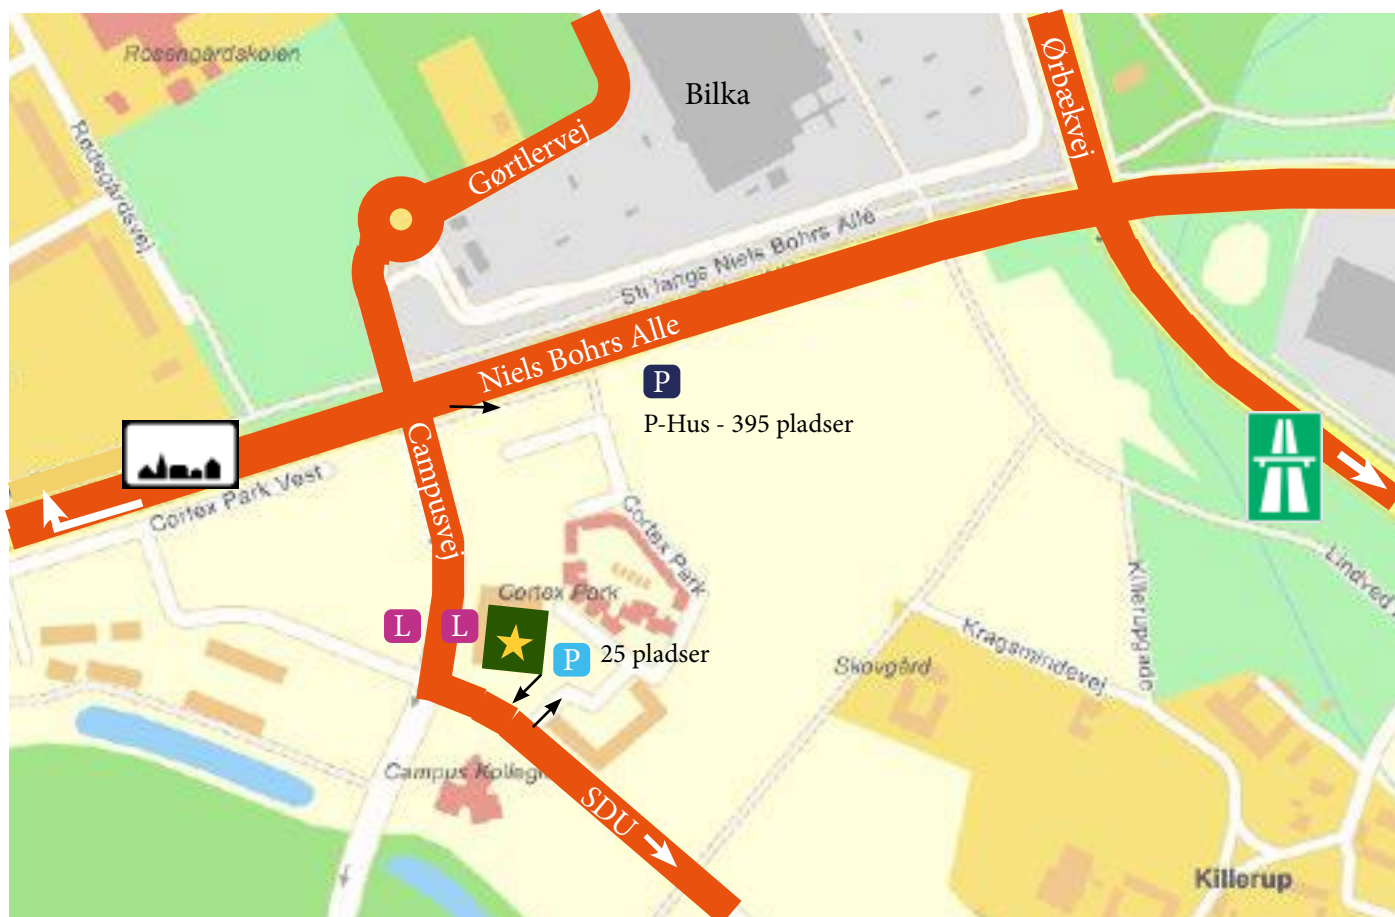 Rosengårdskolen
Bilka
Ørbækvej
Rødegårdsvej
Gørtlervej
Sti langs Niels Bohrs Alle
Niels Bohrs Alle
P
P-Hus - 395 pladser
Campusvej
Cortex Park Vest
Cortex Park
Lindved
Killerupgade
Cortex Park
L
L
P
25 pladser
Kragsmindevej
Skovgård
Campus Kollegi
SDU
Killerup